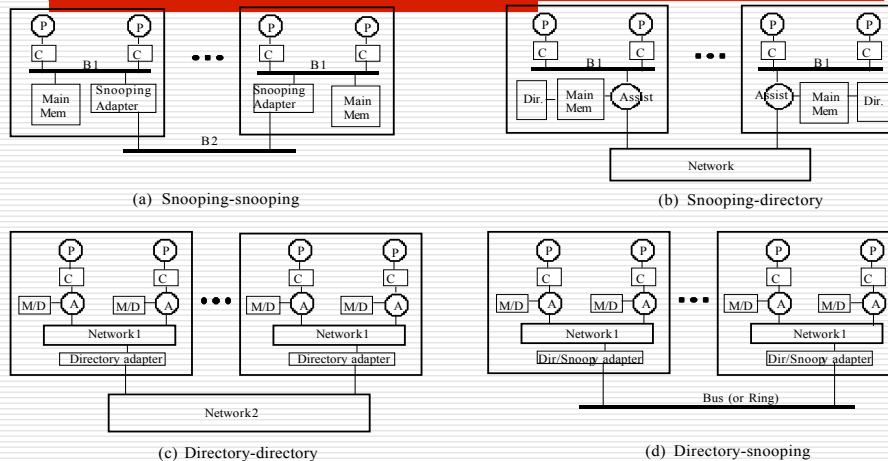 P P P P
C C C C
B1 B1
Main Mem Snooping Adapter Snooping Adapter Main Mem
B2
(a) Snooping-snooping
P P P P
C C C C
B1 B1
Dir. Main Mem Assist Assist Main Mem Dir.
Network
(b) Snooping-directory
P P P P
C C C C
M/D A M/D A M/D A M/D A
Network1 Network1
Directory adapter Directory adapter
Network2
(c) Directory-directory
P P P P
C C C C
M/D A M/D A M/D A M/D A
Network1 Network1
Dir/Snoopy adapter Dir/Snoopy adapter
Bus (or Ring)
(d) Directory-snooping